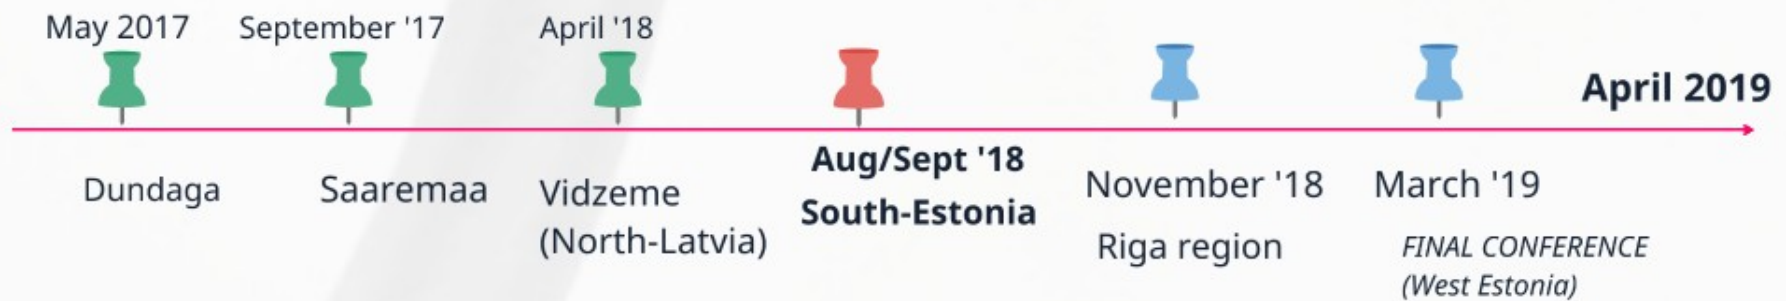 May 2017
September '17
April '18
April 2019
Dundaga
Saaremaa
Vidzeme
(North-Latvia)
Aug/Sept '18
South-Estonia
November '18
Riga region
March '19
FINAL CONFERENCE
(West Estonia)